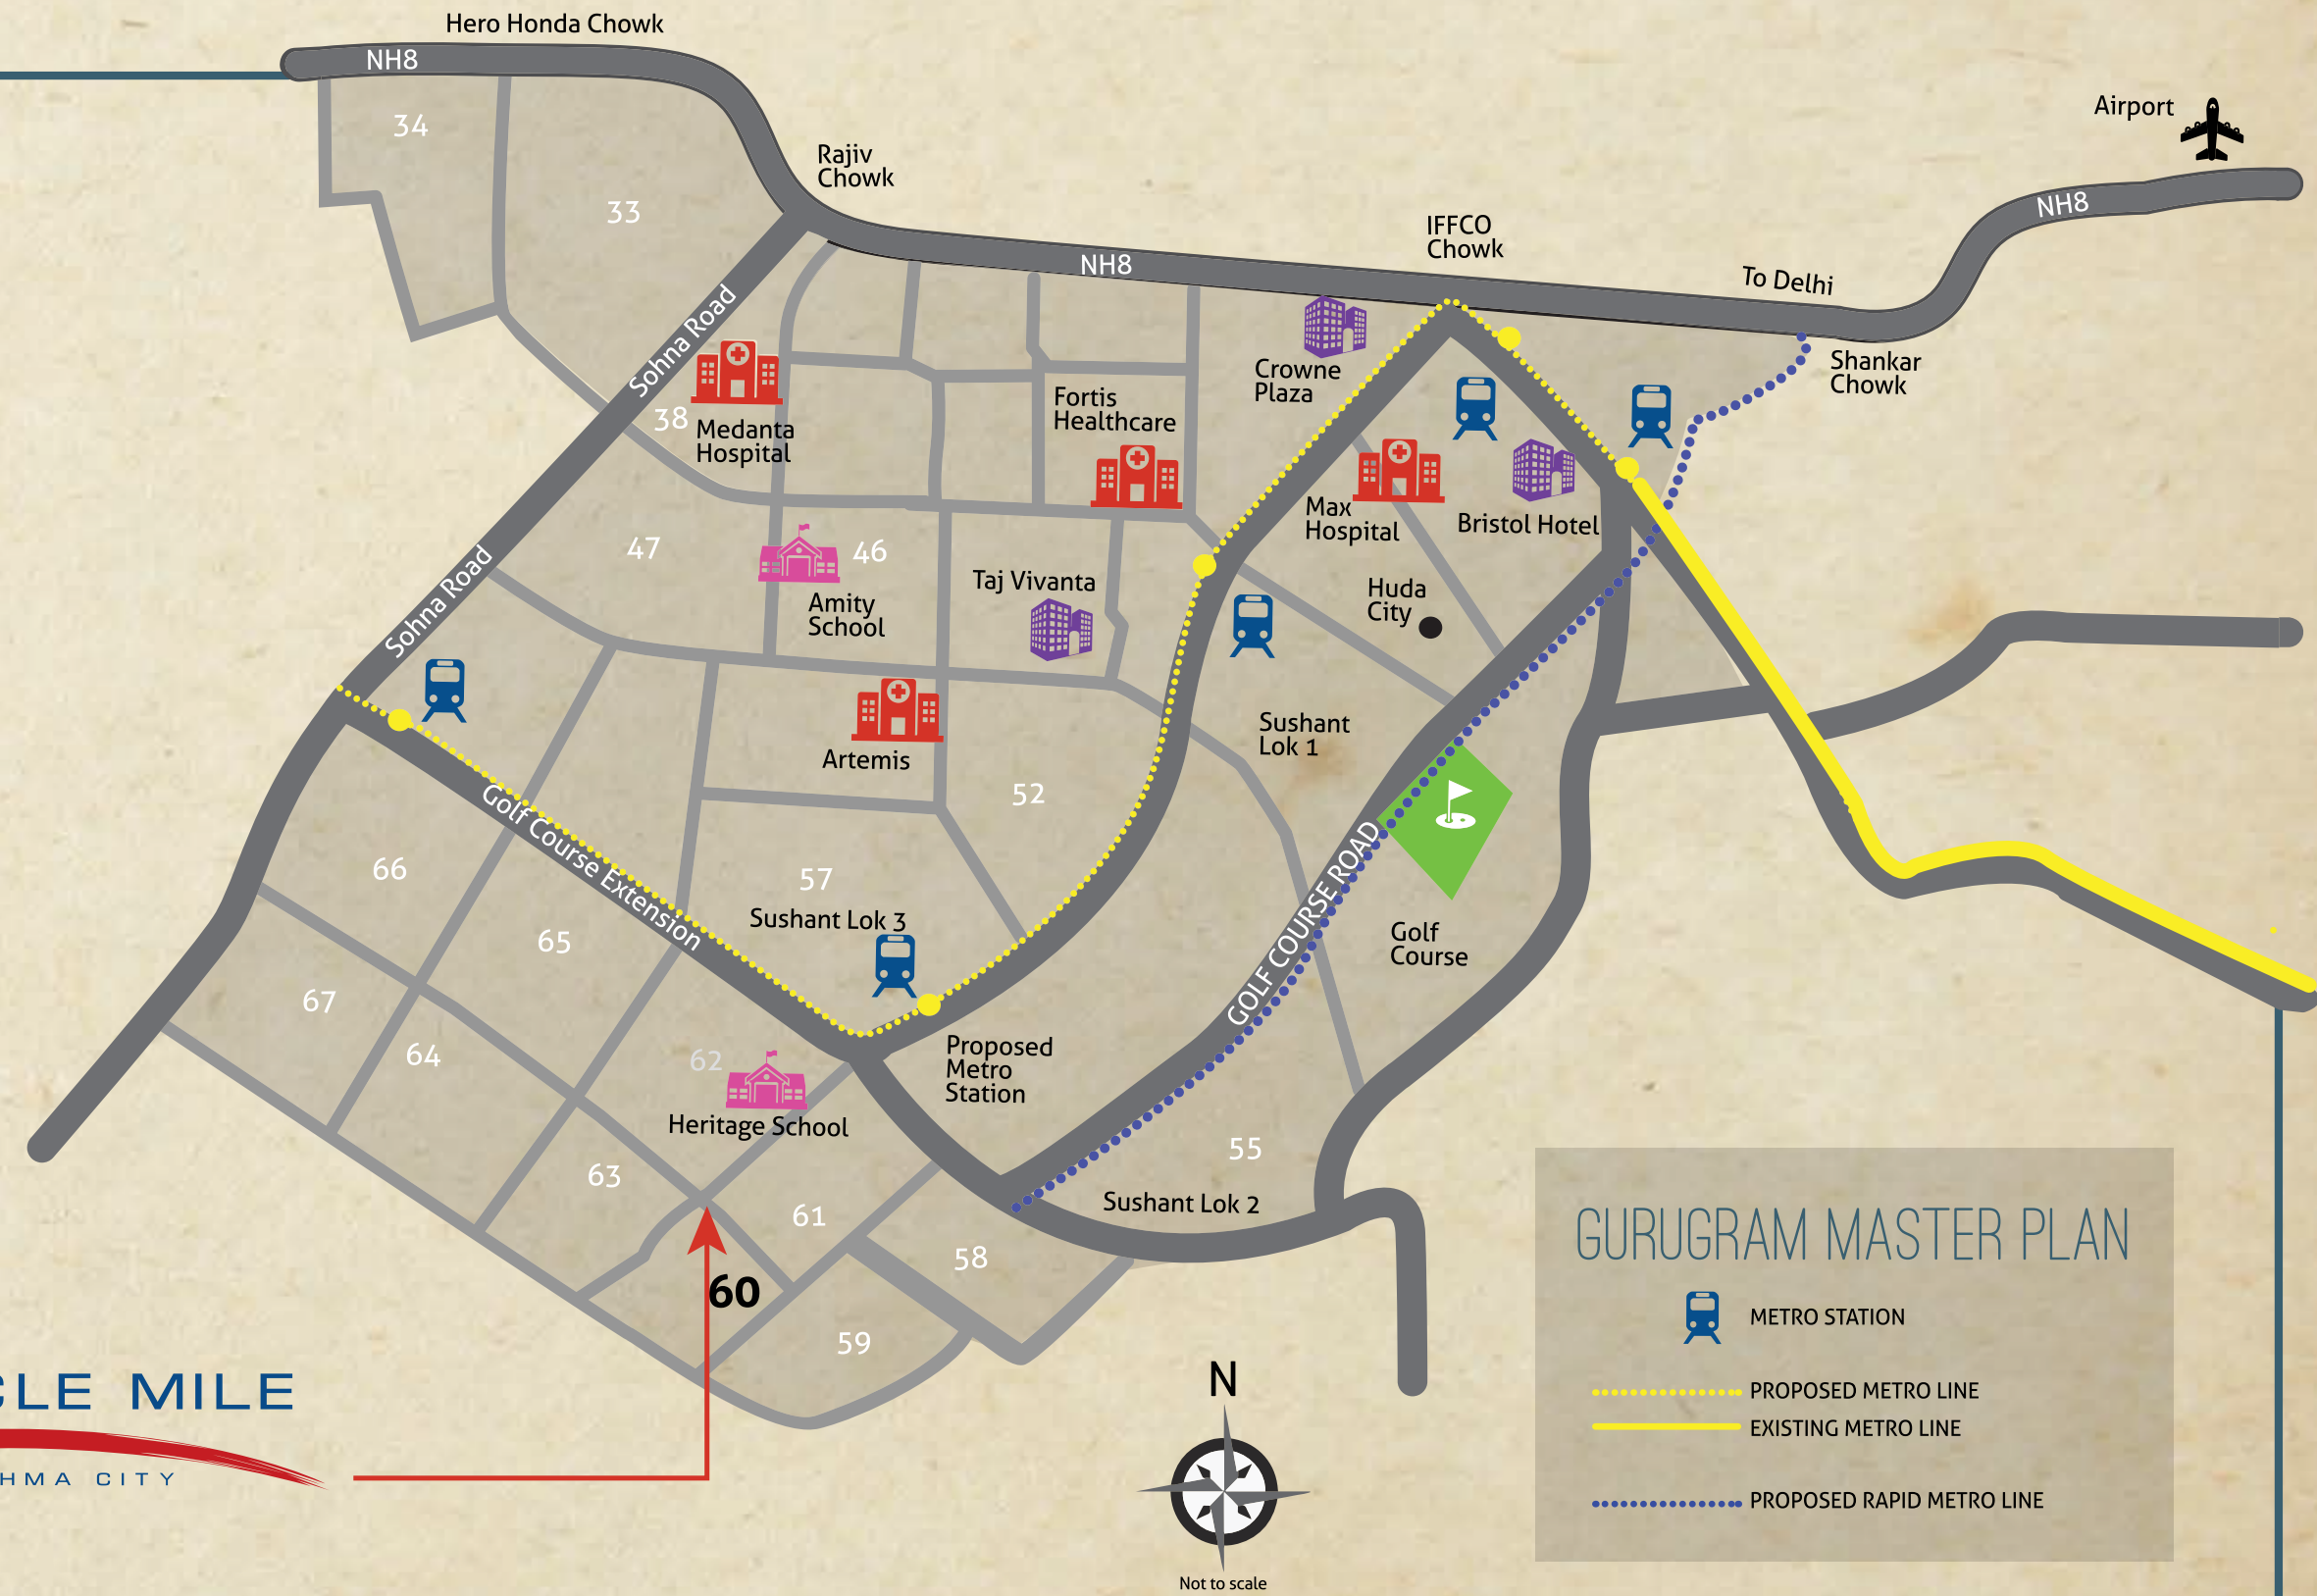 Hero Honda Chowk
NH8
34
33
Rajiv
Chowk
Airport
NH8
IFFCO
Chowk
NH8
To Delhi
Shankar
Chowk
Sohna Road
38
Medanta
Hospital
Fortis
Healthcare
Crowne
Plaza
Max
Hospital
Bristol Hotel
47
46
Amity
School
Taj Vivanta
Huda
City
Sohna Road
Artemis
52
Sushant
Lok 1
Golf Course Extension
66
65
57
Sushant Lok 3
GOLF COURSE ROAD
Golf
Course
67
64
62
Heritage School
Proposed
Metro
Station
63
61
60
58
59
55
Sushant Lok 2
CLE MILE
HMA CITY
N
Not to scale
GURUGRAM MASTER PLAN
METRO STATION
PROPOSED METRO LINE
EXISTING METRO LINE
PROPOSED RAPID METRO LINE